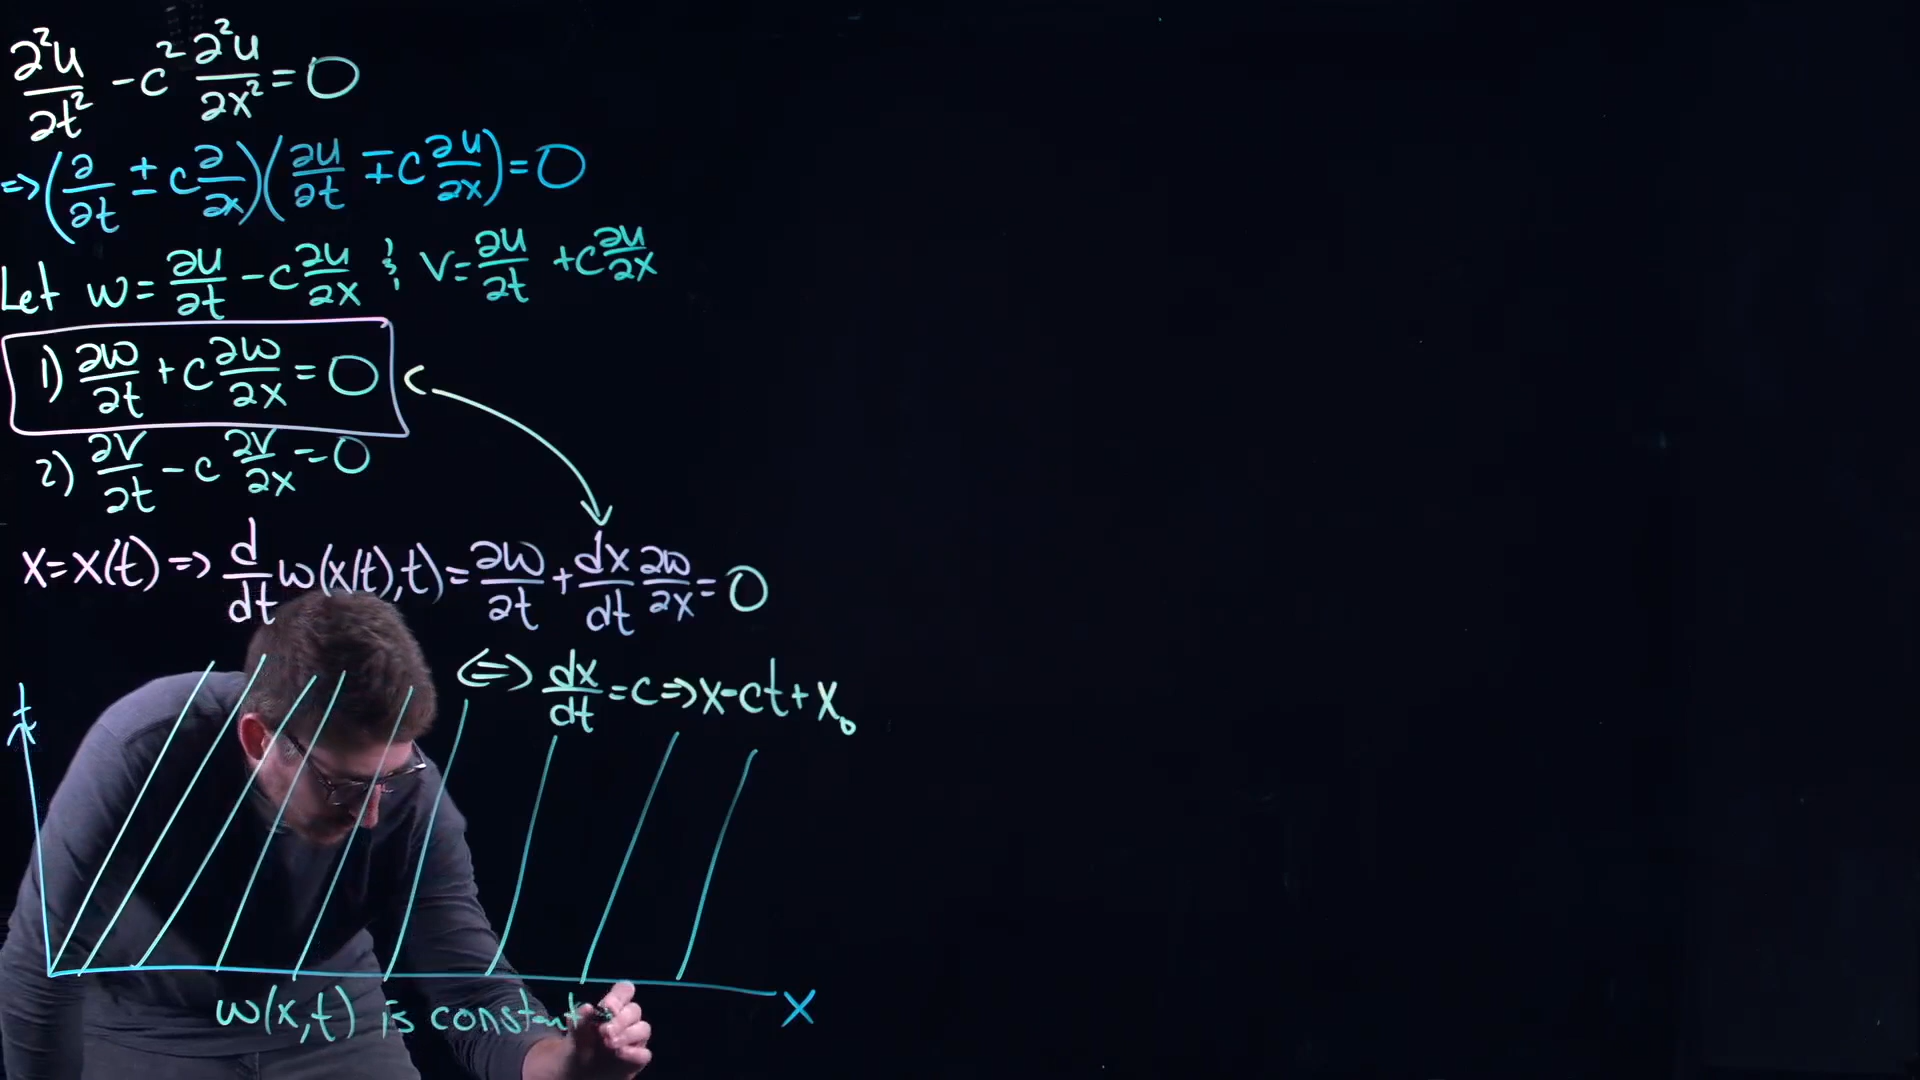 ∂²u/∂t² - c² ∂²u/∂x² = 0
=> (∂/∂t ± c ∂/∂x)(∂u/∂t ∓ c ∂u/∂x) = 0
Let w = ∂u/∂t - c ∂u/∂x & v = ∂u/∂t + c ∂u/∂x
1) ∂w/∂t + c ∂w/∂x = 0
2) ∂v/∂t - c ∂v/∂x = 0
x = x(t) => d/dt w(x(t), t) = ∂w/∂t + dx/dt ∂w/∂x = 0
<=> dx/dt = c => x = ct + x₀
t
x
w(x,t) is constant